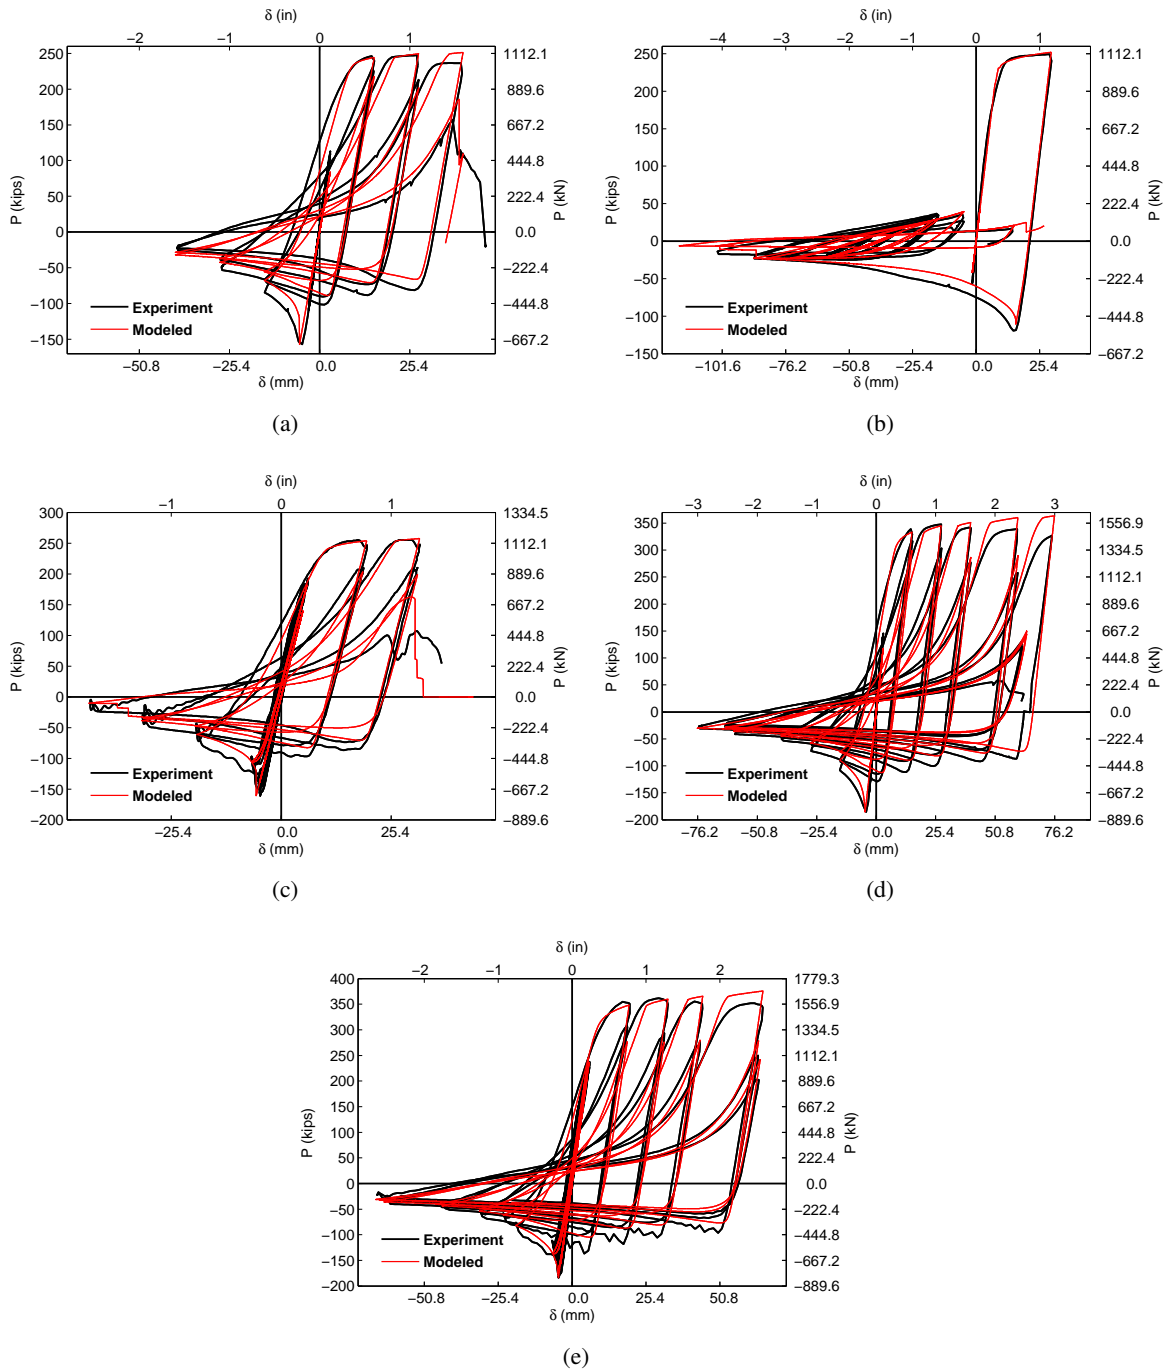 δ (in)
−2 −1 0 1
250 200 150 100 50 0 −50 −100 −150
P (kips)
1112.1 889.6 667.2 444.8 222.4 0.0 −222.4 −444.8 −667.2
P (kN)
Experiment
Modeled
−50.8 −25.4 0.0 25.4
δ (mm)
(a)
δ (in)
−4 −3 −2 −1 0 1
250 200 150 100 50 0 −50 −100 −150
P (kips)
1112.1 889.6 667.2 444.8 222.4 0.0 −222.4 −444.8 −667.2
P (kN)
Experiment
Modeled
−101.6 −76.2 −50.8 −25.4 0.0 25.4
δ (mm)
(b)
δ (in)
−1 0 1
300 250 200 150 100 50 0 −50 −100 −150 −200
P (kips)
1334.5 1112.1 889.6 667.2 444.8 222.4 0.0 −222.4 −444.8 −667.2 −889.6
P (kN)
Experiment
Modeled
−25.4 0.0 25.4
δ (mm)
(c)
δ (in)
−3 −2 −1 0 1 2 3
350 300 250 200 150 100 50 0 −50 −100 −150 −200
P (kips)
1556.9 1334.5 1112.1 889.6 667.2 444.8 222.4 0.0 −222.4 −444.8 −667.2 −889.6
P (kN)
Experiment
Modeled
−76.2 −50.8 −25.4 0.0 25.4 50.8 76.2
δ (mm)
(d)
δ (in)
−2 −1 0 1 2
400 350 300 250 200 150 100 50 0 −50 −100 −150 −200
P (kips)
1779.3 1556.9 1334.5 1112.1 889.6 667.2 444.8 222.4 0.0 −222.4 −444.8 −667.2 −889.6
P (kN)
Experiment
Modeled
−50.8 −25.4 0.0 25.4 50.8
δ (mm)
(e)